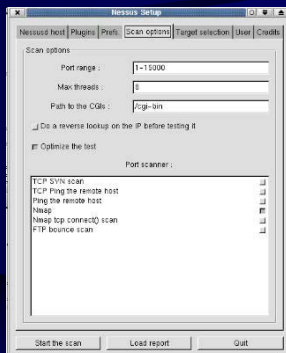 Nessus Setup
Nessusd host Plugins Prefs. Scan options Target selection User Credits
Scan options
Port range :
1-15000
Max threads :
8
Path to the CGIs :
/cgi-bin
Do a reverse lookup on the IP before testing it
Optimize the test
Port scanner :
TCP SYN scan
TCP Ping the remote host
Ping the remote host
Nmap
Nmap tcp connect() scan
FTP bounce scan
Start the scan Load report Quit